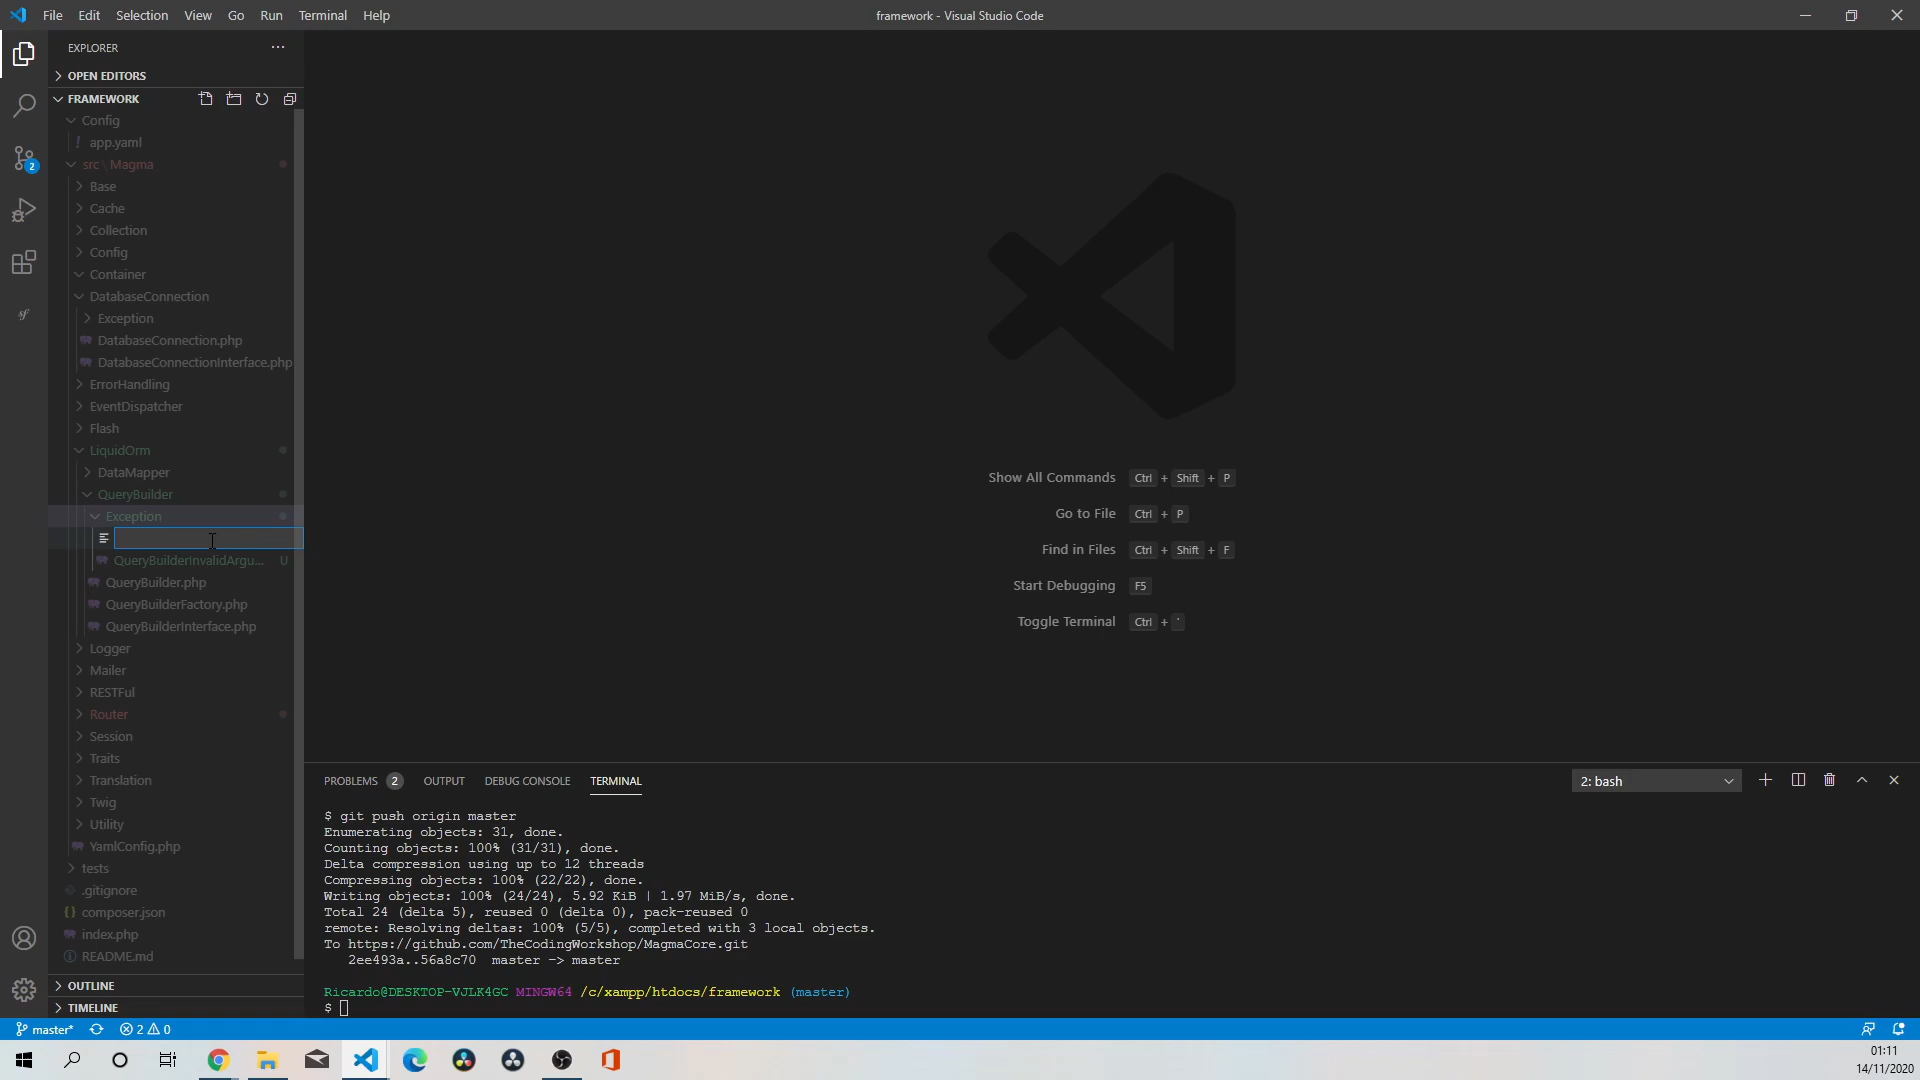 File Edit Selection View Go Run Terminal Help
framework - Visual Studio Code
EXPLORER
OPEN EDITORS
FRAMEWORK
Config
! app.yaml
src \ Magma
Base
Cache
Collection
Config
Container
DatabaseConnection
Exception
DatabaseConnection.php
DatabaseConnectionInterface.php
ErrorHandling
EventDispatcher
Flash
LiquidOrm
DataMapper
QueryBuilder
Exception
QueryBuilderInvalidArgu... U
QueryBuilder.php
QueryBuilderFactory.php
QueryBuilderInterface.php
Logger
Mailer
RESTFul
Router
Session
Traits
Translation
Twig
Utility
YamlConfig.php
tests
.gitignore
{} composer.json
index.php
README.md
OUTLINE
TIMELINE
2
sf
Show All Commands Ctrl + Shift + P
Go to File Ctrl + P
Find in Files Ctrl + Shift + F
Start Debugging F5
Toggle Terminal Ctrl + '
PROBLEMS 2 OUTPUT DEBUG CONSOLE TERMINAL
2: bash
$ git push origin master
Enumerating objects: 31, done.
Counting objects: 100% (31/31), done.
Delta compression using up to 12 threads
Compressing objects: 100% (22/22), done.
Writing objects: 100% (24/24), 5.92 KiB | 1.97 MiB/s, done.
Total 24 (delta 5), reused 0 (delta 0), pack-reused 0
remote: Resolving deltas: 100% (5/5), completed with 3 local objects.
To https://github.com/TheCodingWorkshop/MagmaCore.git
2ee493a..56a8c70 master -> master
Ricardo@DESKTOP-VJLK4GC MINGW64 /c/xampp/htdocs/framework (master)
$
master* 2 0
01:11
14/11/2020